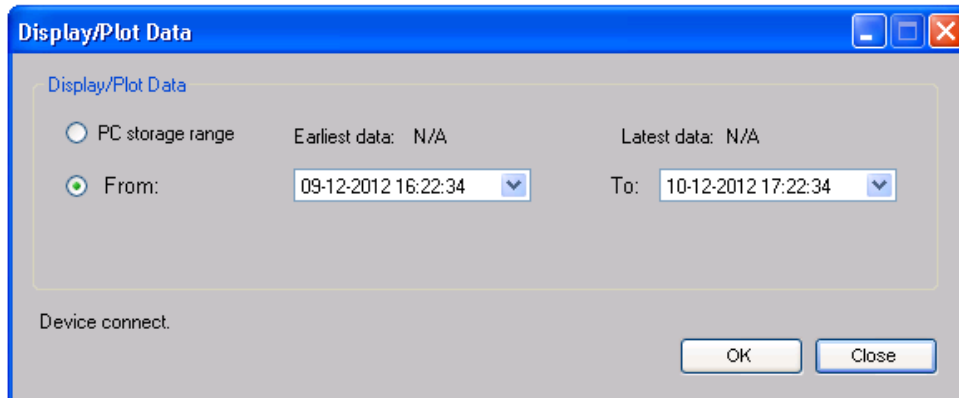 Display/Plot Data
Display/Plot Data
PC storage range Earliest data: N/A Latest data: N/A
From: 09-12-2012 16:22:34 To: 10-12-2012 17:22:34
Device connect.
OK Close